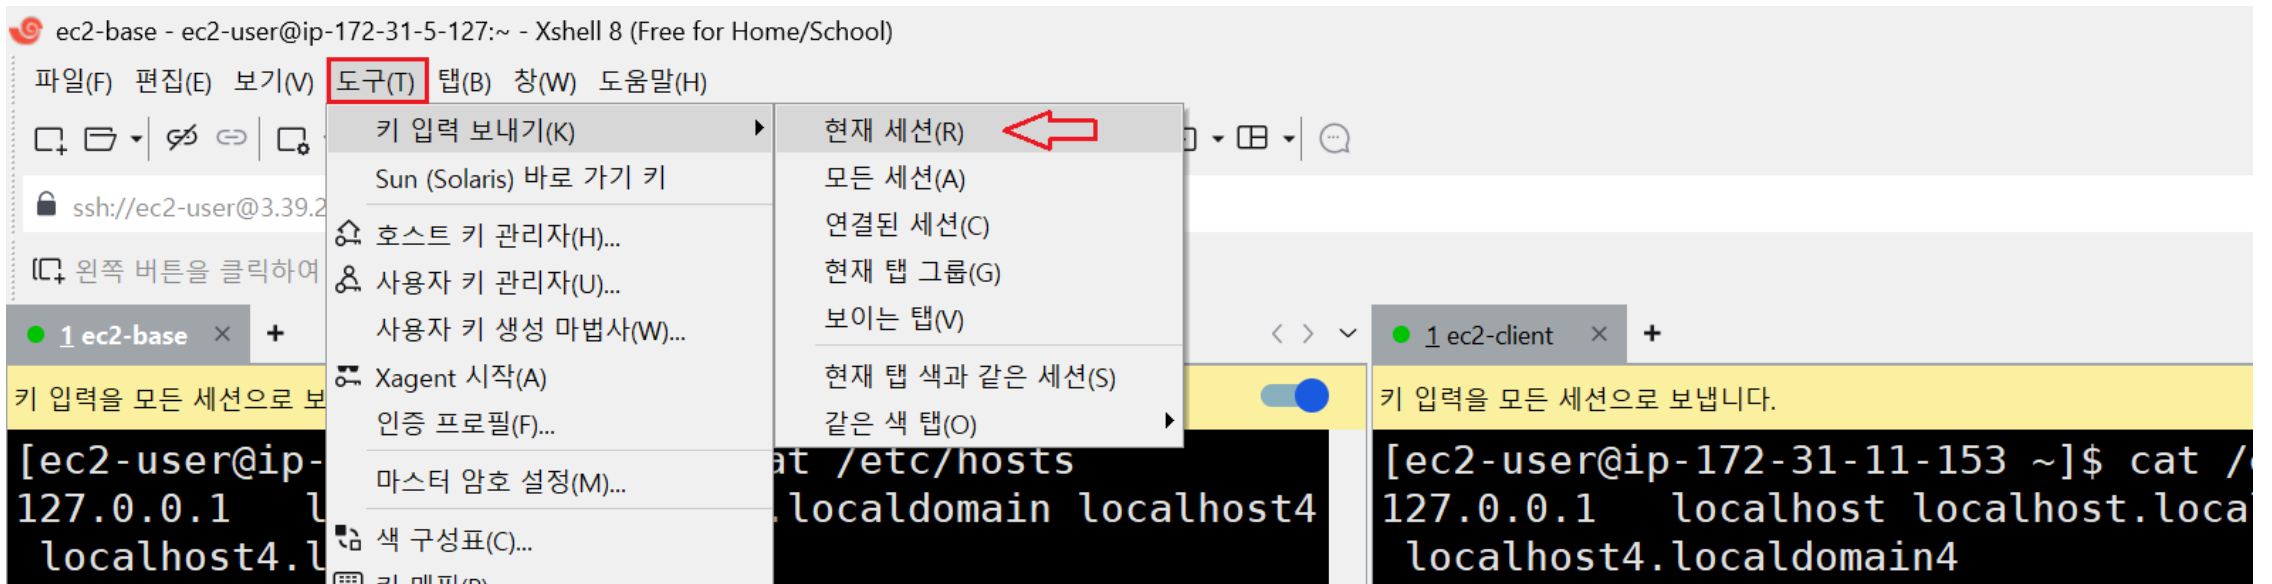 ec2-base - ec2-user@ip-172-31-5-127:~ - Xshell 8 (Free for Home/School)
파일(F) 편집(E) 보기(V) 도구(T) 탭(B) 창(W) 도움말(H)
키 입력 보내기(K)
Sun (Solaris) 바로 가기 키
호스트 키 관리자(H)...
사용자 키 관리자(U)...
사용자 키 생성 마법사(W)...
Xagent 시작(A)
인증 프로필(F)...
마스터 암호 설정(M)...
색 구성표(C)...
현재 세션(R)
모든 세션(A)
연결된 세션(C)
현재 탭 그룹(G)
보이는 탭(V)
현재 탭 색과 같은 세션(S)
같은 색 탭(O)
ssh://ec2-user@3.39.2
왼쪽 버튼을 클릭하여
1 ec2-base
키 입력을 모든 세션으로 보
[ec2-user@ip- at /etc/hosts
127.0.0.1 l .localdomain localhost4
localhost4.l
1 ec2-client
키 입력을 모든 세션으로 보냅니다.
[ec2-user@ip-172-31-11-153 ~]$ cat /
127.0.0.1 localhost localhost.loca
localhost4.localdomain4